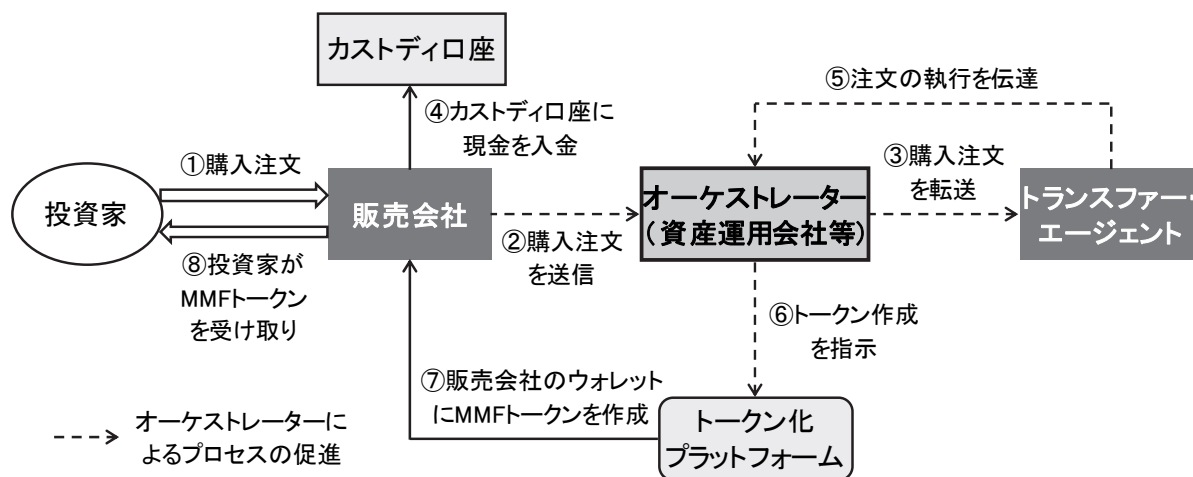 カストディ口座
⑤注文の執行を伝達
④カストディ口座に
現金を入金
①購入注文
③購入注文
を転送
投資家
販売会社
オーケストレーター
（資産運用会社等）
トランスファー・
エージェント
②購入注文
を送信
⑧投資家が
MMFトークン
を受け取り
⑥トークン作成
を指示
⑦販売会社のウォレット
にMMFトークンを作成
トークン化
プラットフォーム
オーケストレーターに
よるプロセスの促進